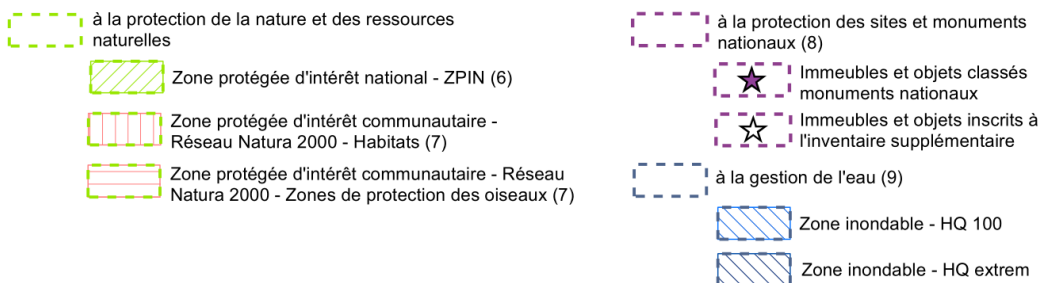 à la protection de la nature et des ressources
naturelles
Zone protégée d'intérêt national - ZPIN (6)
Zone protégée d'intérêt communautaire -
Réseau Natura 2000 - Habitats (7)
Zone protégée d'intérêt communautaire - Réseau
Natura 2000 - Zones de protection des oiseaux (7)
à la protection des sites et monuments
nationaux (8)
Immeubles et objets classés
monuments nationaux
Immeubles et objets inscrits à
l'inventaire supplémentaire
à la gestion de l'eau (9)
Zone inondable - HQ 100
Zone inondable - HQ extrem